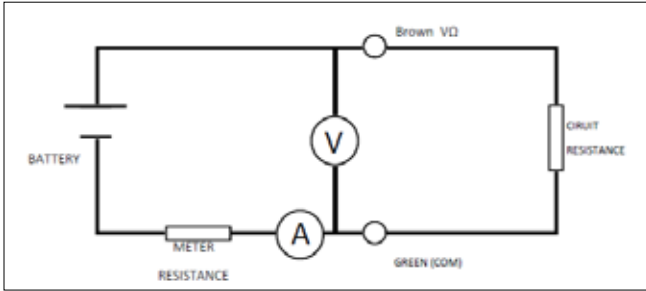 Brown VΩ
V
CIRUIT
RESISTANCE
BATTERY
A
METER
RESISTANCE
GREEN (COM)